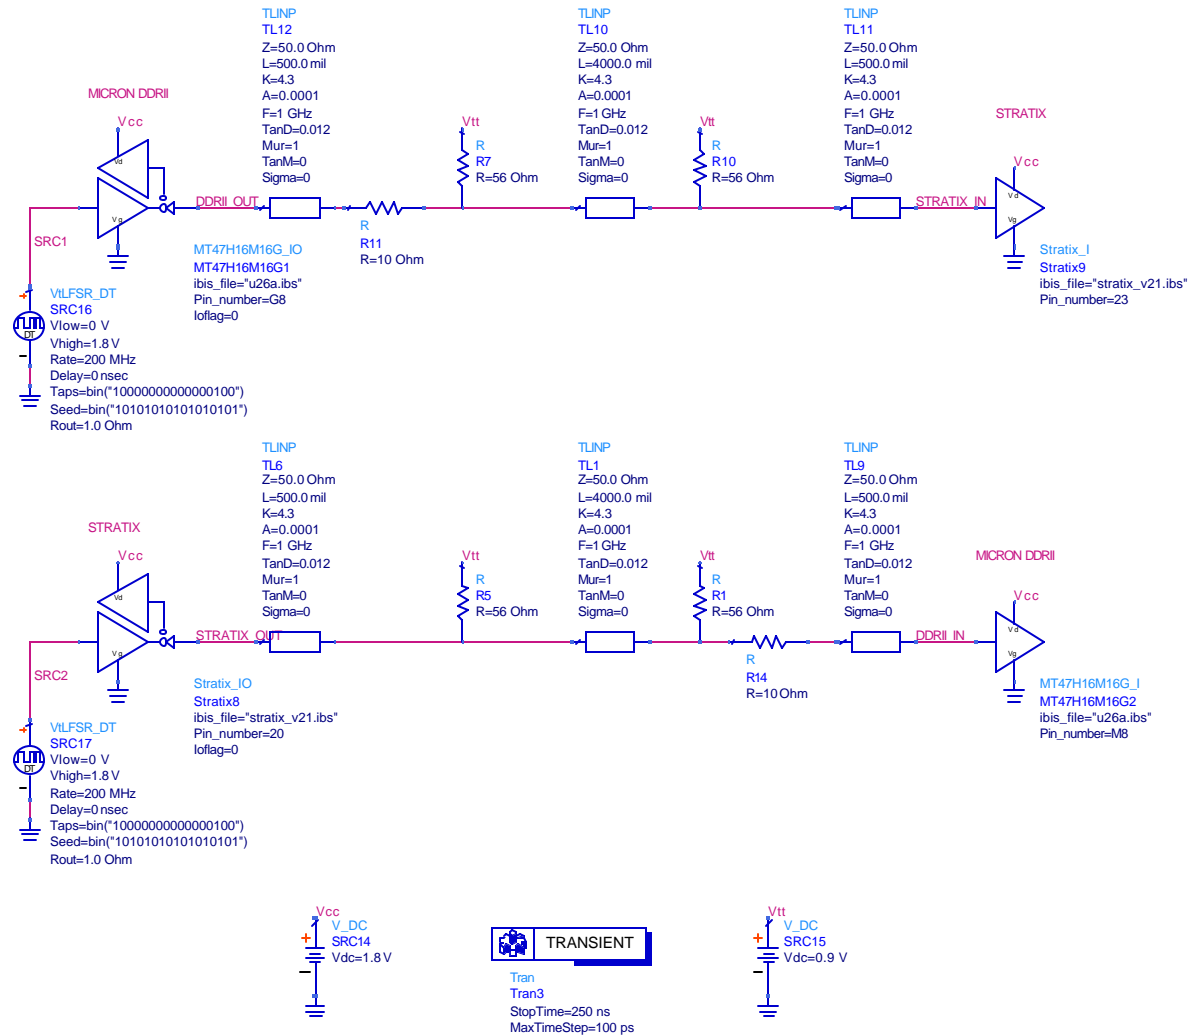 TLINP
TL12
Z=50.0 Ohm
L=500.0 mil
K=4.3
A=0.0001
F=1 GHz
TanD=0.012
Mur=1
TanM=0
Sigma=0
TLINP
TL10
Z=50.0 Ohm
L=4000.0 mil
K=4.3
A=0.0001
F=1 GHz
TanD=0.012
Mur=1
TanM=0
Sigma=0
TLINP
TL11
Z=50.0 Ohm
L=500.0 mil
K=4.3
A=0.0001
F=1 GHz
TanD=0.012
Mur=1
TanM=0
Sigma=0
MICRON DDRII
Vcc
Vd
Vg
Vtt
R
R7
R=56 Ohm
Vtt
R
R10
R=56 Ohm
STRATIX
Vcc
Vd
Vg
DDRII_OUT
STRATIX_IN
SRC1
R
R11
R=10 Ohm
MT47H16M16G_IO
MT47H16M16G1
ibis_file="u26a.ibs"
Pin_number=G8
Ioflag=0
Stratix_I
Stratix9
ibis_file="stratix_v21.ibs"
Pin_number=23
VtLFSR_DT
SRC16
Vlow=0 V
Vhigh=1.8 V
Rate=200 MHz
Delay=0 nsec
Taps=bin("10000000000000100")
Seed=bin("10101010101010101")
Rout=1.0 Ohm
DT
TLINP
TL6
Z=50.0 Ohm
L=500.0 mil
K=4.3
A=0.0001
F=1 GHz
TanD=0.012
Mur=1
TanM=0
Sigma=0
TLINP
TL1
Z=50.0 Ohm
L=4000.0 mil
K=4.3
A=0.0001
F=1 GHz
TanD=0.012
Mur=1
TanM=0
Sigma=0
TLINP
TL9
Z=50.0 Ohm
L=500.0 mil
K=4.3
A=0.0001
F=1 GHz
TanD=0.012
Mur=1
TanM=0
Sigma=0
STRATIX
Vcc
Vd
Vg
Vtt
R
R5
R=56 Ohm
Vtt
R
R1
R=56 Ohm
MICRON DDRII
Vcc
Vd
Vg
STRATIX_OUT
DDRII_IN
SRC2
R
R14
R=10 Ohm
Stratix_IO
Stratix8
ibis_file="stratix_v21.ibs"
Pin_number=20
Ioflag=0
MT47H16M16G_I
MT47H16M16G2
ibis_file="u26a.ibs"
Pin_number=M8
VtLFSR_DT
SRC17
Vlow=0 V
Vhigh=1.8 V
Rate=200 MHz
Delay=0 nsec
Taps=bin("10000000000000100")
Seed=bin("10101010101010101")
Rout=1.0 Ohm
DT
Vcc
V_DC
SRC14
Vdc=1.8 V
TRANSIENT
Tran
Tran3
StopTime=250 ns
MaxTimeStep=100 ps
Vtt
V_DC
SRC15
Vdc=0.9 V